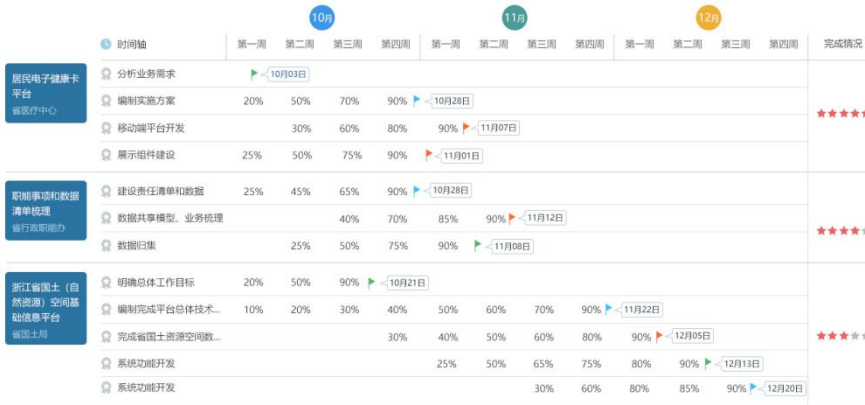 10月 11月 12月
时间轴 第一周 第二周 第三周 第四周 第一周 第二周 第三周 第四周 第一周 第二周 第三周 第四周 完成情况
居民电子健康卡
平台
省医疗中心
分析业务需求 10月03日
编制实施方案 20% 50% 70% 90% 10月28日
移动端平台开发 30% 60% 80% 90% 11月07日
展示组件建设 25% 50% 75% 90% 11月01日
职能事项和数据
清单梳理
省行政职能办
建设责任清单和数据 25% 45% 65% 90% 10月28日
数据共享模型、业务梳理 40% 70% 85% 90% 11月12日
数据归集 25% 50% 75% 90% 11月08日
浙江省国土（自
然资源）空间基
础信息平台
省国土局
明确总体工作目标 20% 50% 90% 10月21日
编制完成平台总体技术... 10% 20% 30% 40% 50% 60% 70% 90% 11月22日
完成省国土资源空间数... 30% 40% 50% 60% 80% 90% 12月05日
系统功能开发 25% 50% 65% 75% 80% 90% 12月13日
系统功能开发 30% 60% 80% 85% 90% 12月20日